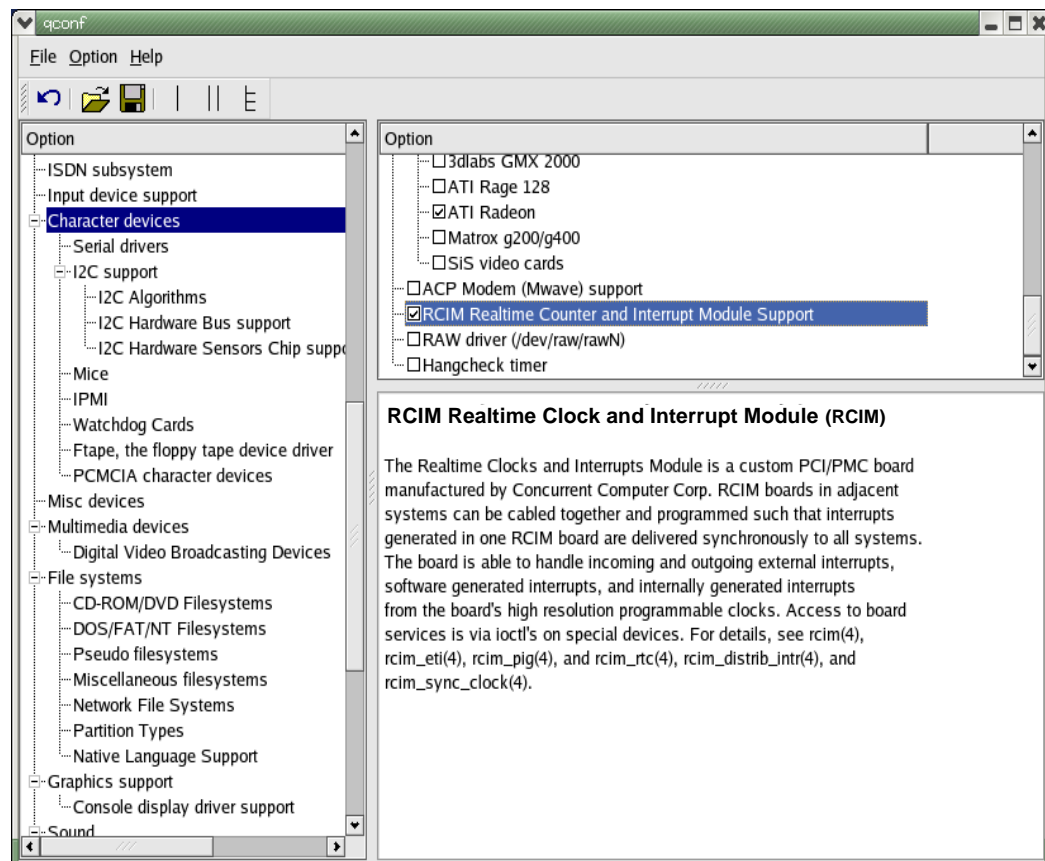 qconf
File Option Help
Option
ISDN subsystem
Input device support
Character devices
Serial drivers
I2C support
I2C Algorithms
I2C Hardware Bus support
I2C Hardware Sensors Chip suppo
Mice
IPMI
Watchdog Cards
Ftape, the floppy tape device driver
PCMCIA character devices
Misc devices
Multimedia devices
Digital Video Broadcasting Devices
File systems
CD-ROM/DVD Filesystems
DOS/FAT/NT Filesystems
Pseudo filesystems
Miscellaneous filesystems
Network File Systems
Partition Types
Native Language Support
Graphics support
Console display driver support
Sound
Option
3dlabs GMX 2000
ATI Rage 128
ATI Radeon
Matrox g200/g400
SiS video cards
ACP Modem (Mwave) support
RCIM Realtime Counter and Interrupt Module Support
RAW driver (/dev/raw/rawN)
Hangcheck timer
RCIM Realtime Clock and Interrupt Module (RCIM)
The Realtime Clocks and Interrupts Module is a custom PCI/PMC board
manufactured by Concurrent Computer Corp. RCIM boards in adjacent
systems can be cabled together and programmed such that interrupts
generated in one RCIM board are delivered synchronously to all systems.
The board is able to handle incoming and outgoing external interrupts,
software generated interrupts, and internally generated interrupts
from the board's high resolution programmable clocks. Access to board
services is via ioctl's on special devices. For details, see rcim(4),
rcim_eti(4), rcim_pig(4), and rcim_rtc(4), rcim_distrib_intr(4), and
rcim_sync_clock(4).